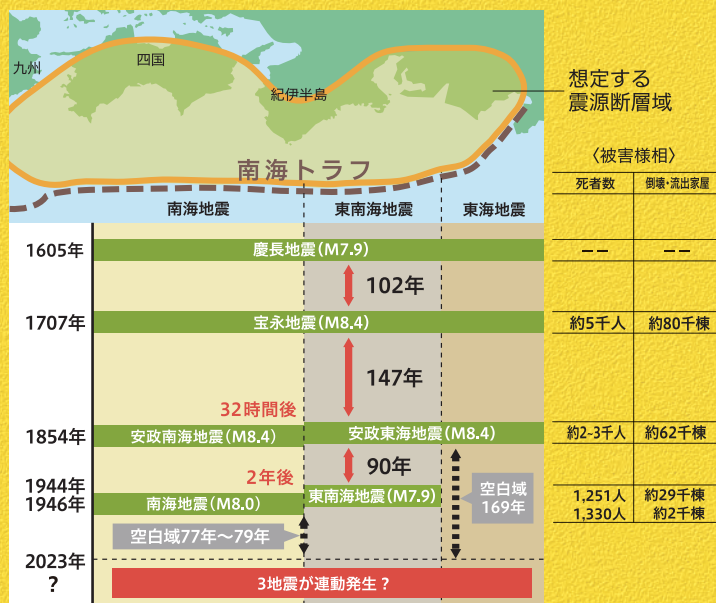 九州
四国
紀伊半島
想定する
震源断層域
南海トラフ
〈被害様相〉
死者数 倒壊・流出家屋
南海地震 東南海地震 東海地震
1605年 慶長地震(M7.9) −− −−
102年
1707年 宝永地震(M8.4) 約5千人 約80千棟
147年
32時間後
1854年 安政南海地震(M8.4) 安政東海地震(M8.4) 約2-3千人 約62千棟
90年
2年後
1944年 東南海地震(M7.9) 1,251人 約29千棟
1946年 南海地震(M8.0) 1,330人 約2千棟
空白域
169年
空白域77年〜79年
2023年
?
3地震が連動発生?